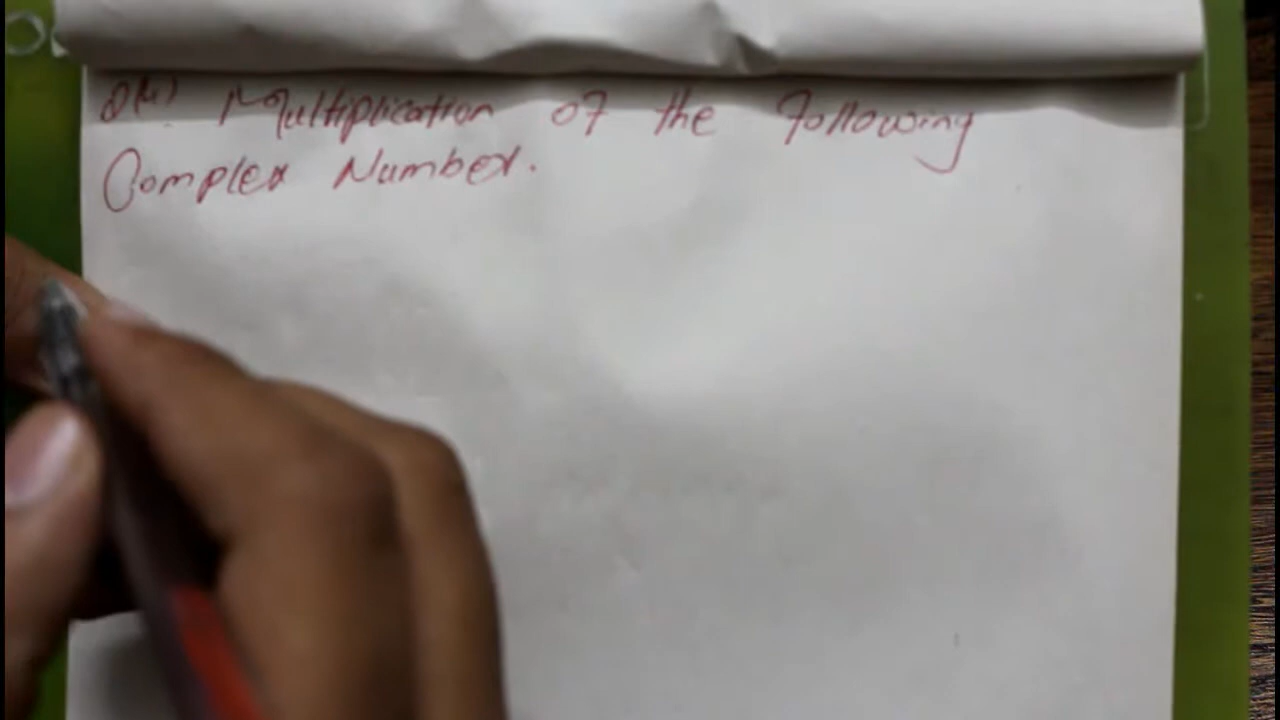 Multiplication of the following
Complex Number.